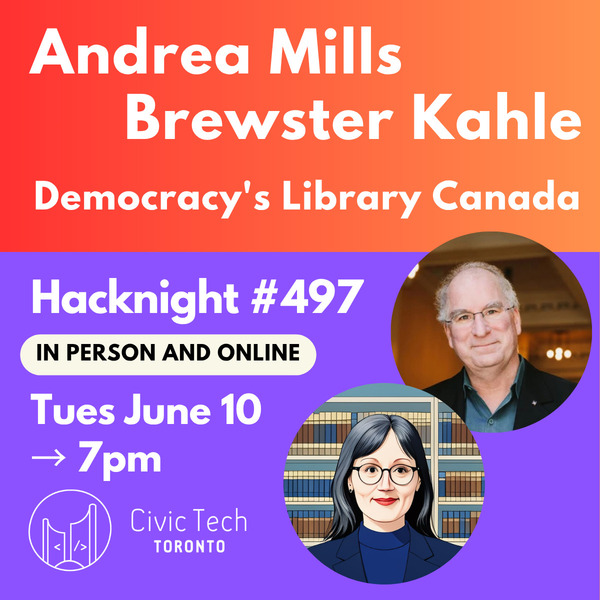 Andrea Mills
Brewster Kahle
Democracy's Library Canada
Hacknight #497
IN PERSON AND ONLINE
Tues June 10
→ 7pm
</>
Civic Tech
TORONTO